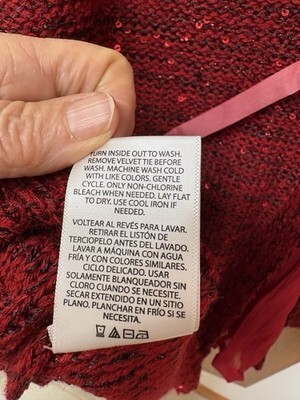 TURN INSIDE OUT TO WASH.
REMOVE VELVET TIE BEFORE
WASH. MACHINE WASH COLD
WITH LIKE COLORS. GENTLE
CYCLE. ONLY NON-CHLORINE
BLEACH WHEN NEEDED. LAY FLAT
TO DRY. USE COOL IRON IF
NEEDED.
VOLTEAR AL REVÉS PARA LAVAR.
RETIRAR EL LISTÓN DE
TERCIOPELO ANTES DEL LAVADO.
LAVAR A MÁQUINA CON AGUA
FRÍA Y CON COLORES SIMILARES.
CICLO DELICADO. USAR
SOLAMENTE BLANQUEADOR SIN
CLORO CUANDO SE NECESITE.
SECAR EXTENDIDO EN UN SITIO
PLANO. PLANCHAR EN FRÍO SI SE
NECESITA.